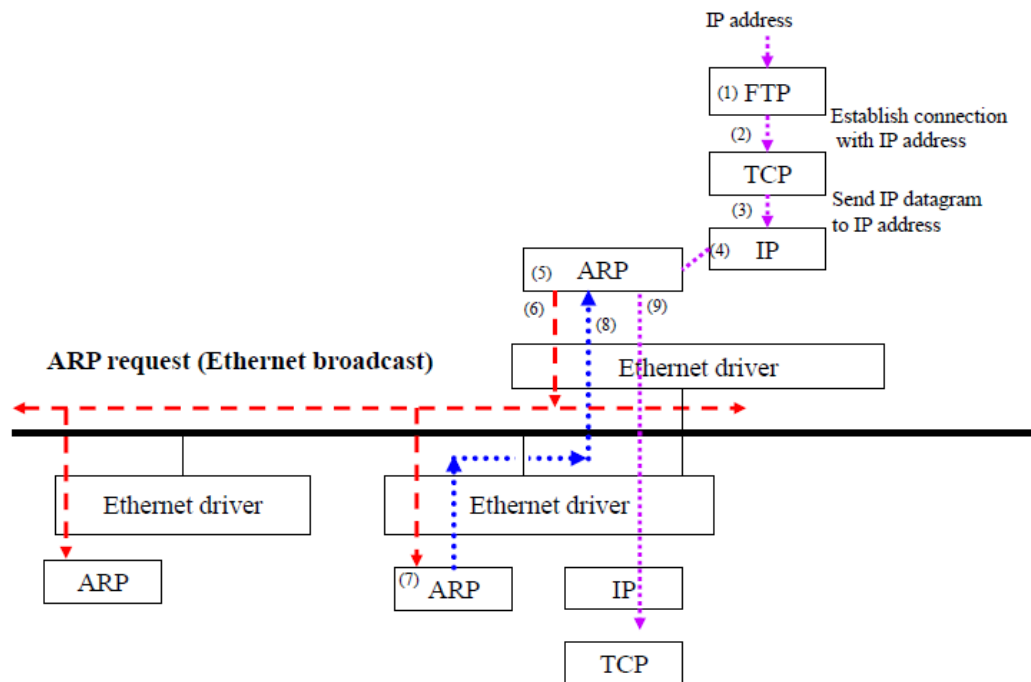 IP address
(1) FTP
Establish connection
with IP address
(2)
TCP
Send IP datagram
to IP address
(3)
(4) IP
(5) ARP
(6)
(8)
(9)
ARP request (Ethernet broadcast)
Ethernet driver
Ethernet driver
Ethernet driver
ARP
(7) ARP
IP
TCP